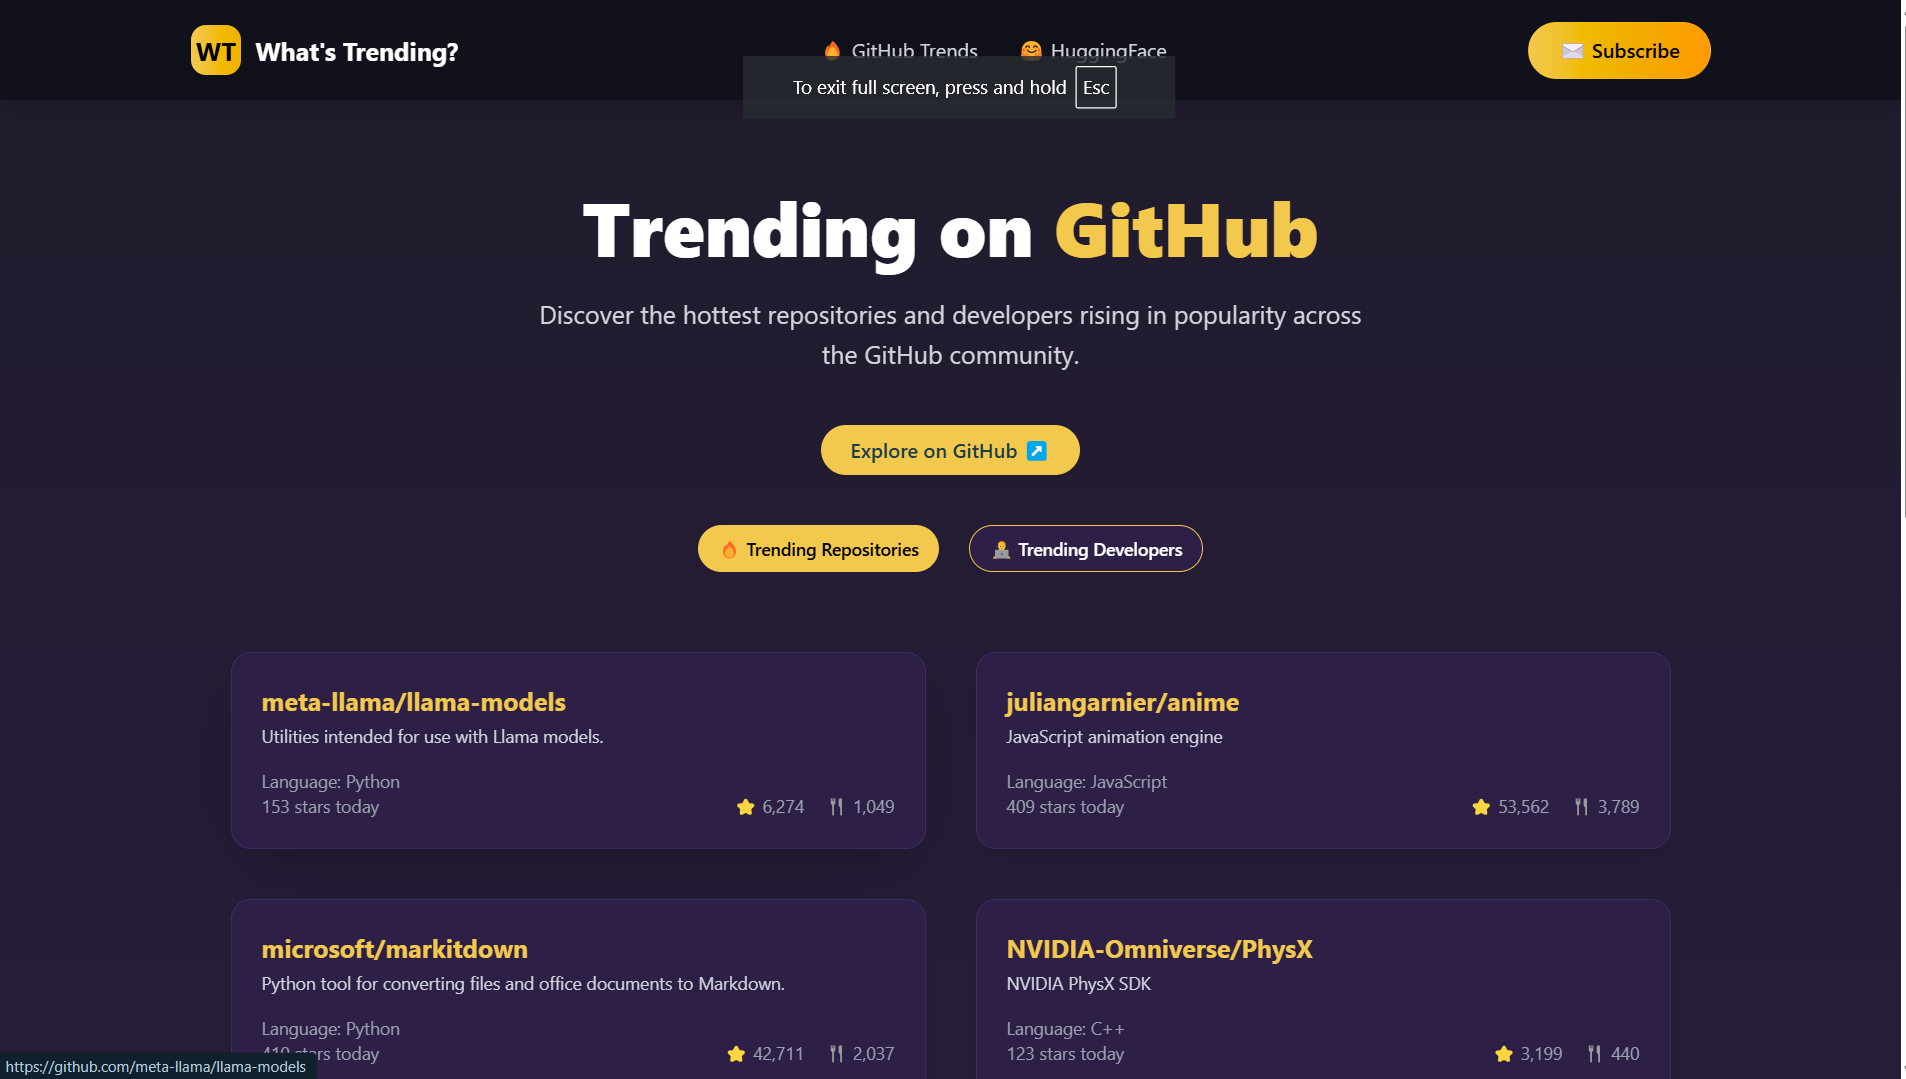 WT What's Trending?
GitHub Trends
HuggingFace
Subscribe
To exit full screen, press and hold Esc
Trending on GitHub
Discover the hottest repositories and developers rising in popularity across
the GitHub community.
Explore on GitHub
Trending Repositories
Trending Developers
meta-llama/llama-models
Utilities intended for use with Llama models.
Language: Python
153 stars today
6,274
1,049
juliangarnier/anime
JavaScript animation engine
Language: JavaScript
409 stars today
53,562
3,789
microsoft/markitdown
Python tool for converting files and office documents to Markdown.
Language: Python
410 stars today
42,711
2,037
NVIDIA-Omniverse/PhysX
NVIDIA PhysX SDK
Language: C++
123 stars today
3,199
440
https://github.com/meta-llama/llama-models